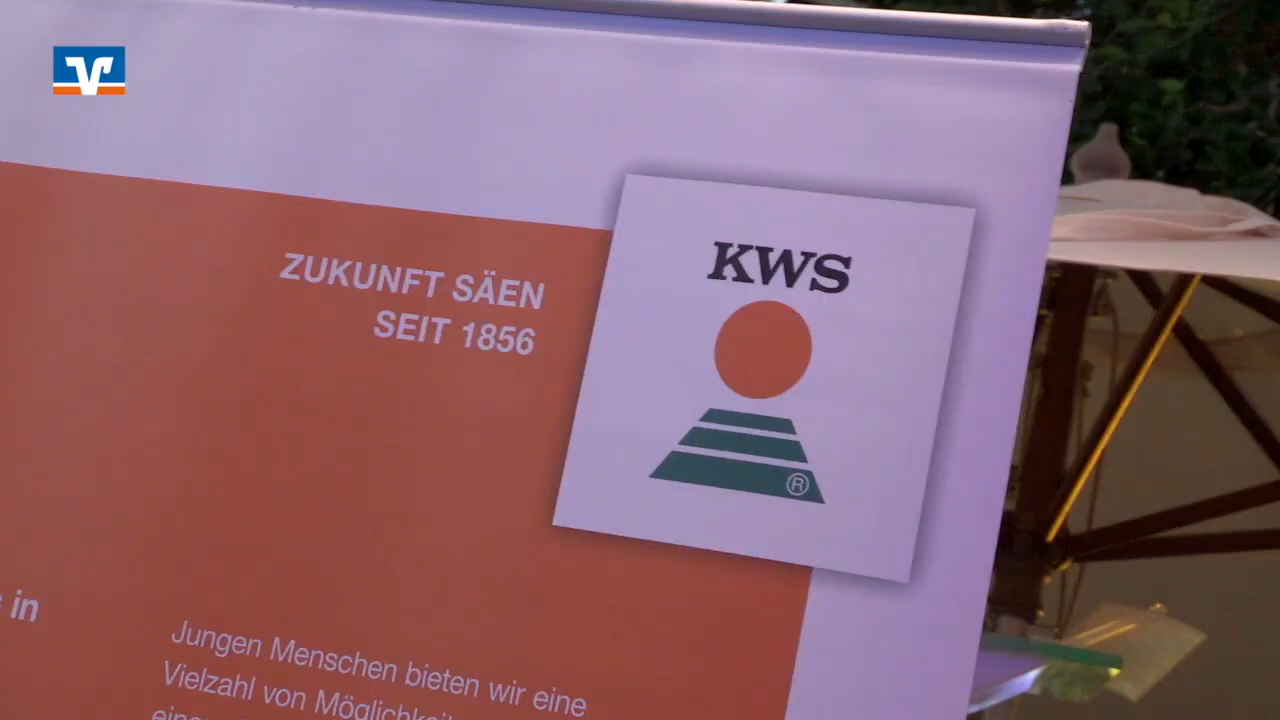 ZUKUNFT SÄEN
SEIT 1856
KWS
®
in
Jungen Menschen bieten wir eine
Vielzahl von